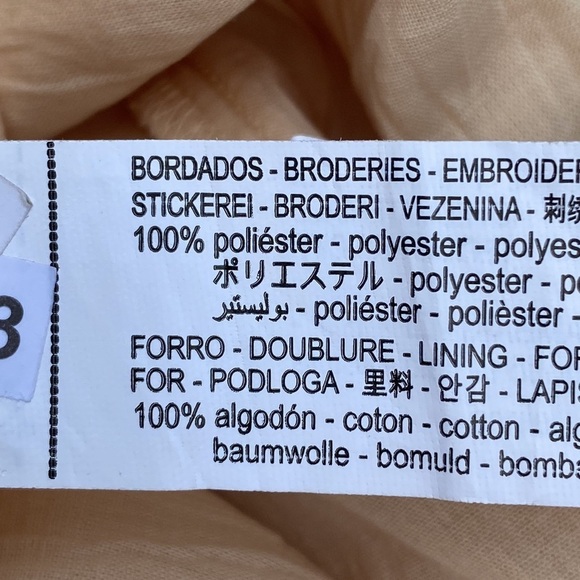 BORDADOS - BRODERIES - EMBROIDER
STICKEREI - BRODERI - VEZENINA - 刺绣
100% poliéster - polyester - polyes
ポリエステル - polyester - po
بوليستير - poliéster - polièster -
FORRO - DOUBLURE - LINING - FOR
FOR - PODLOGA - 里料 - 안감 - LAPIS
100% algodón - coton - cotton - alg
baumwolle - bomuld - bomba
3